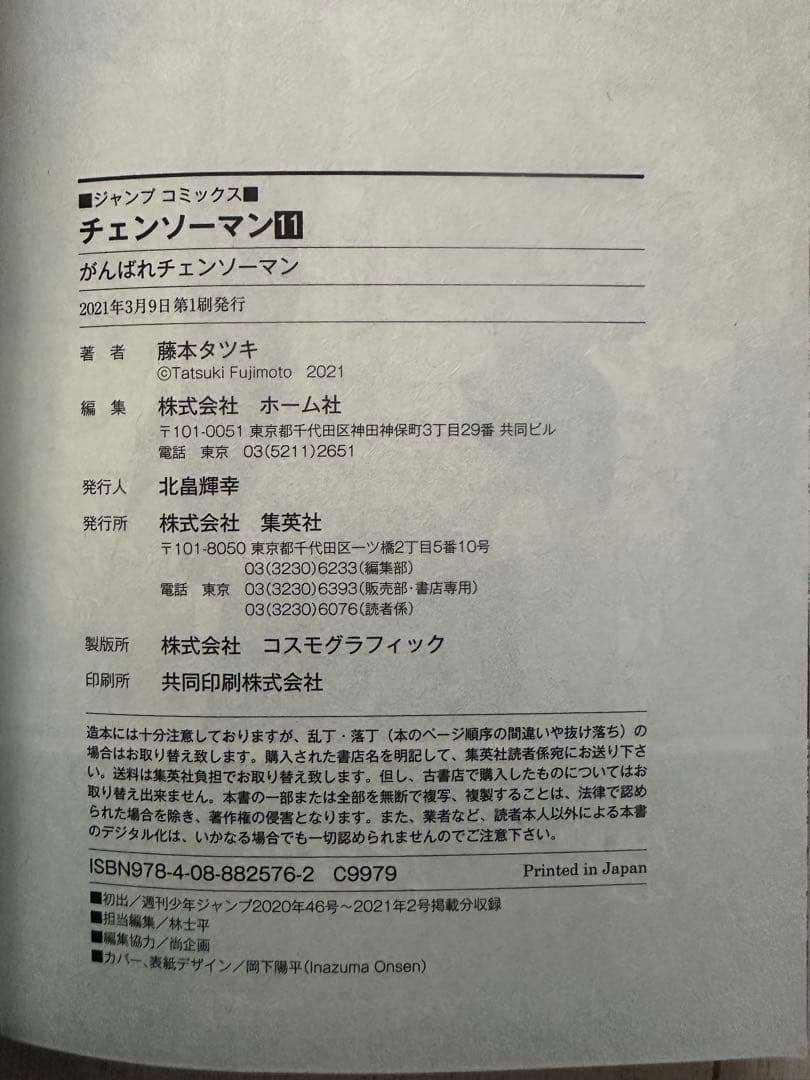 ■ジャンプ コミックス■
チェンソーマン11
がんばれチェンソーマン
2021年3月9日第1刷発行
著 者 藤本タツキ
©Tatsuki Fujimoto 2021
編 集 株式会社 ホーム社
〒101-0051 東京都千代田区神田神保町3丁目29番 共同ビル
電話 東京 03(5211)2651
発行人 北畠輝幸
発行所 株式会社 集英社
〒101-8050 東京都千代田区一ツ橋2丁目5番10号
03(3230)6233(編集部)
電話 東京 03(3230)6393(販売部・書店専用)
03(3230)6076(読者係)
製版所 株式会社 コスモグラフィック
印刷所 共同印刷株式会社
造本には十分注意しておりますが、乱丁・落丁(本のページ順序の間違いや抜け落ち)の
場合はお取り替え致します。購入された書店名を明記して、集英社読者係宛にお送り下さ
い。送料は集英社負担でお取り替え致します。但し、古書店で購入したものについてはお
取り替え出来ません。本書の一部または全部を無断で複写、複製することは、法律で認め
られた場合を除き、著作権の侵害となります。また、業者など、読者本人以外による本書
のデジタル化は、いかなる場合でも一切認められませんのでご注意下さい。
ISBN978-4-08-882576-2 C9979 Printed in Japan
■初出/週刊少年ジャンプ2020年46号〜2021年2号掲載分収録
■担当編集/林士平
■編集協力/尚企画
■カバー、表紙デザイン/岡下陽平(Inazuma Onsen)